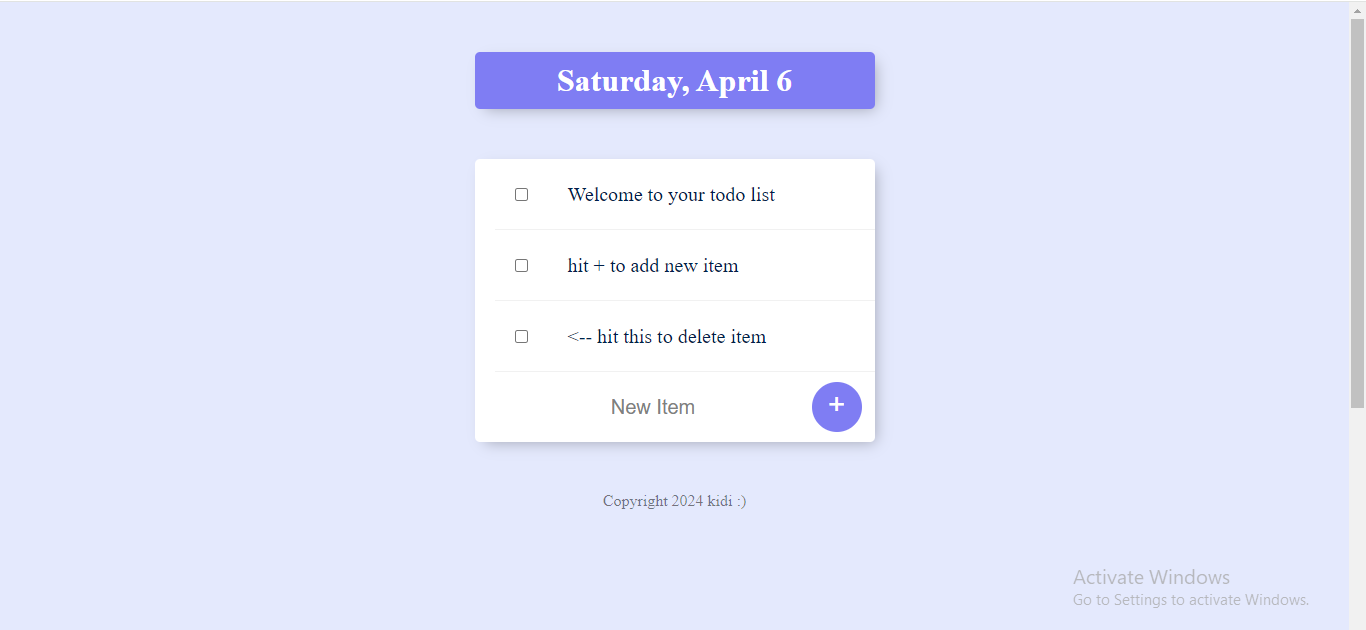 Saturday, April 6
Welcome to your todo list
hit + to add new item
<-- hit this to delete item
New Item
+
Copyright 2024 kidi :)
Activate Windows
Go to Settings to activate Windows.